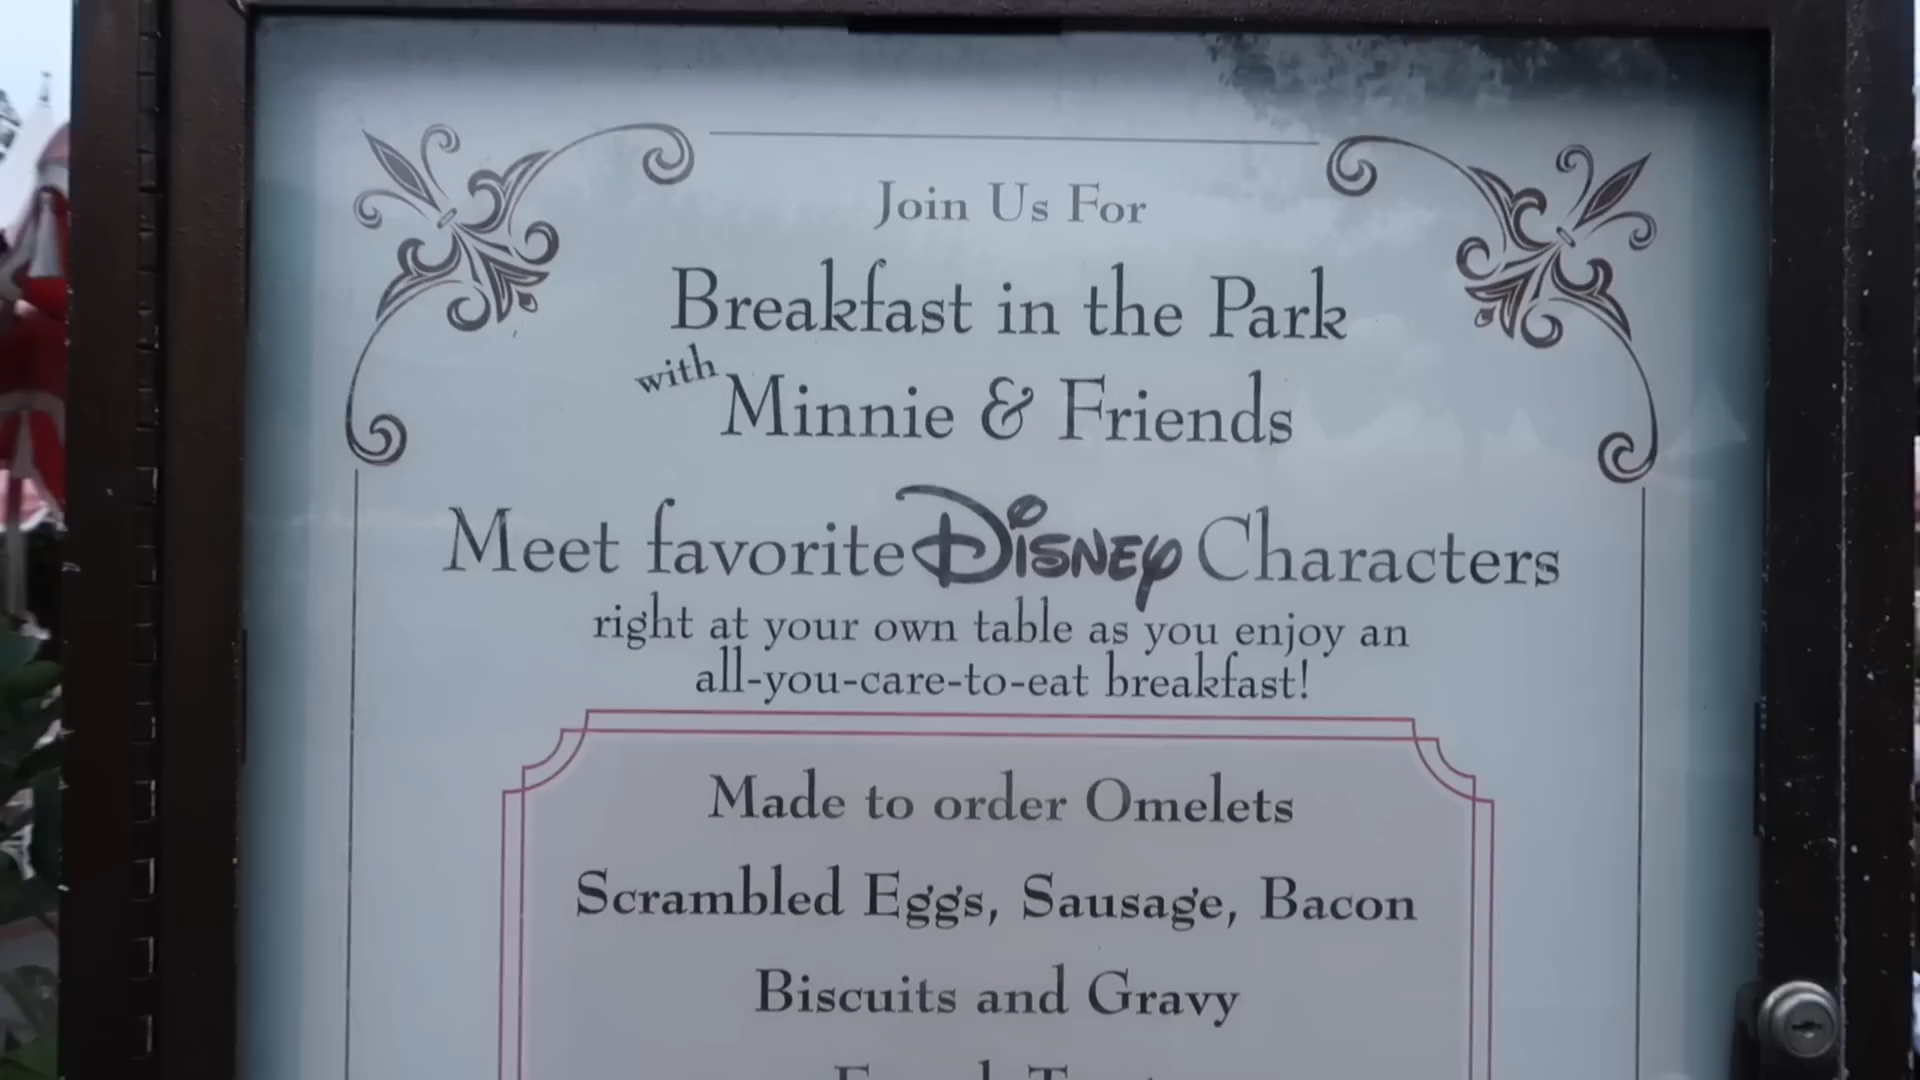 Join Us For
Breakfast in the Park
with Minnie & Friends
Meet favorite Disney Characters
right at your own table as you enjoy an
all-you-care-to-eat breakfast!
Made to order Omelets
Scrambled Eggs, Sausage, Bacon
Biscuits and Gravy